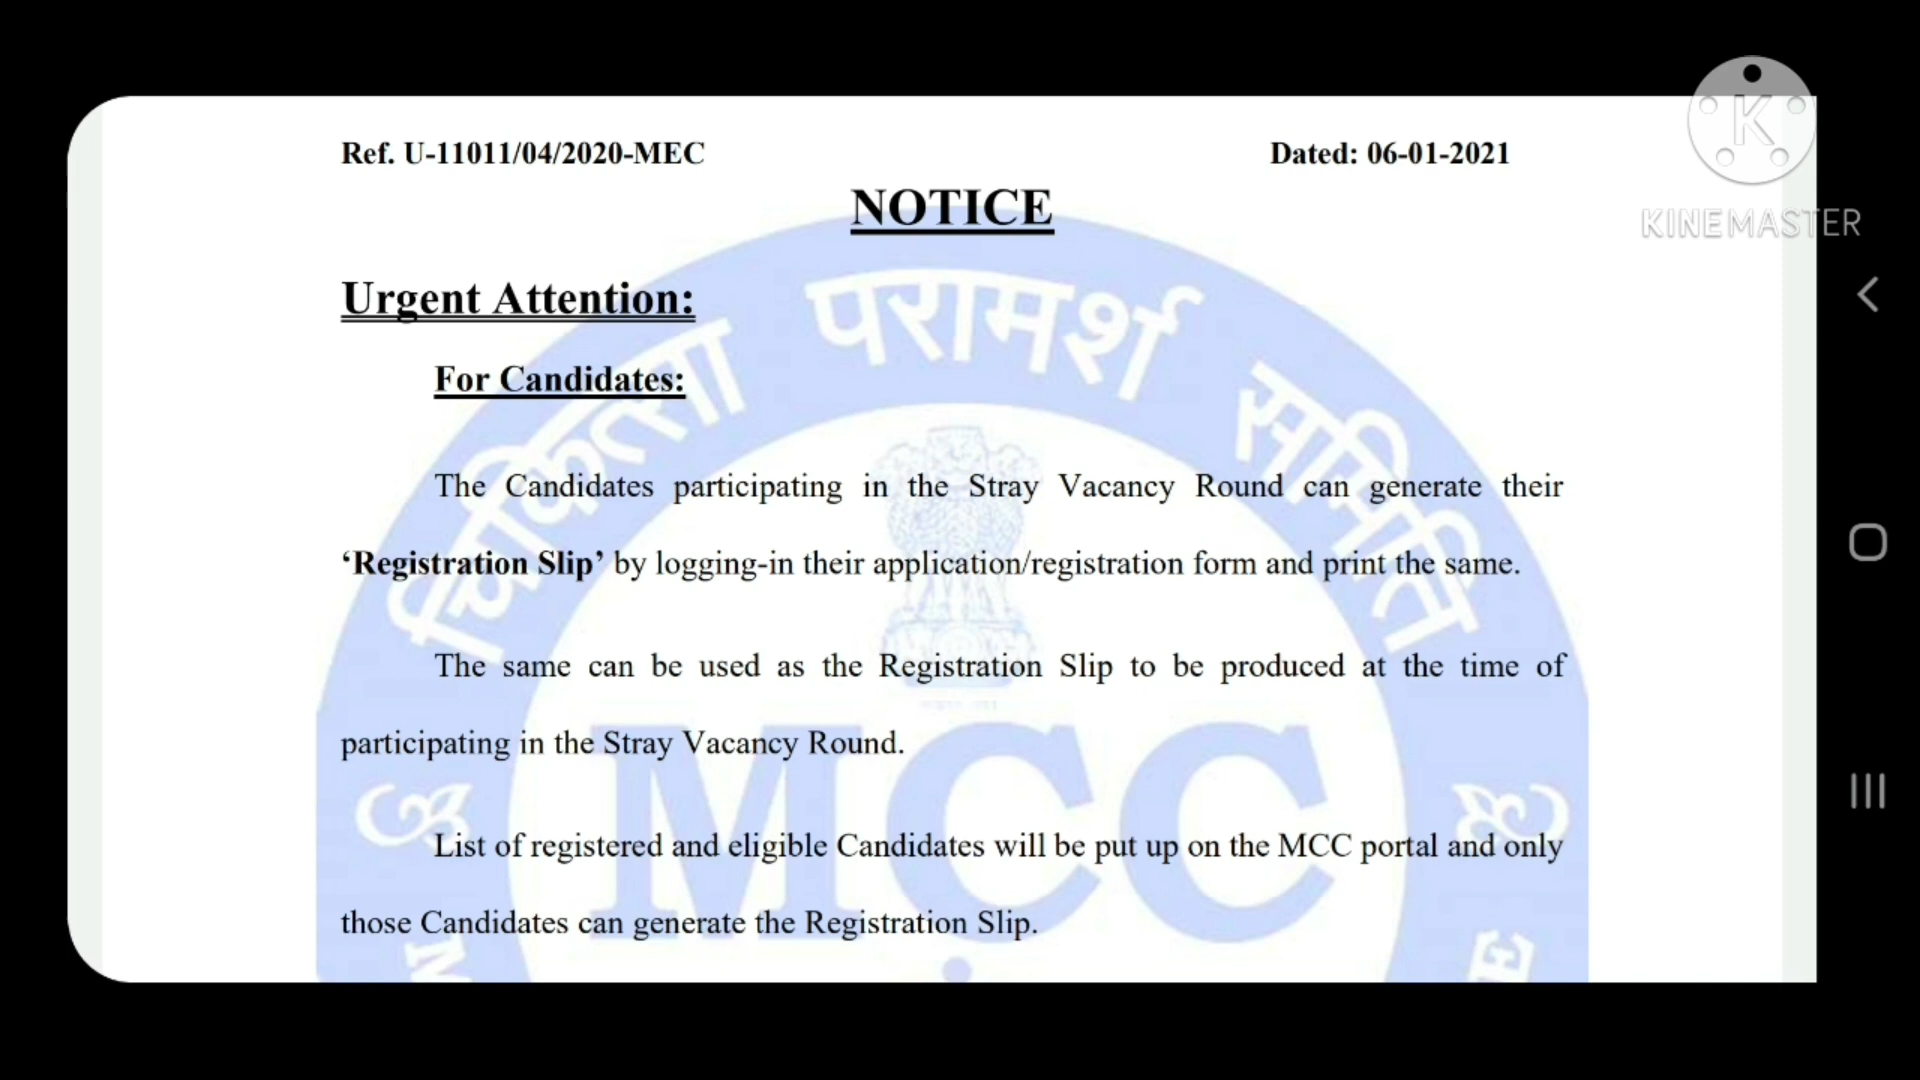 Ref. U-11011/04/2020-MEC Dated: 06-01-2021
NOTICE
Urgent Attention:
For Candidates:
The Candidates participating in the Stray Vacancy Round can generate their
‘Registration Slip’ by logging-in their application/registration form and print the same.
The same can be used as the Registration Slip to be produced at the time of
participating in the Stray Vacancy Round.
List of registered and eligible Candidates will be put up on the MCC portal and only
those Candidates can generate the Registration Slip.
चिकित्सा परामर्श समिति
MCC
K
KINEMASTER